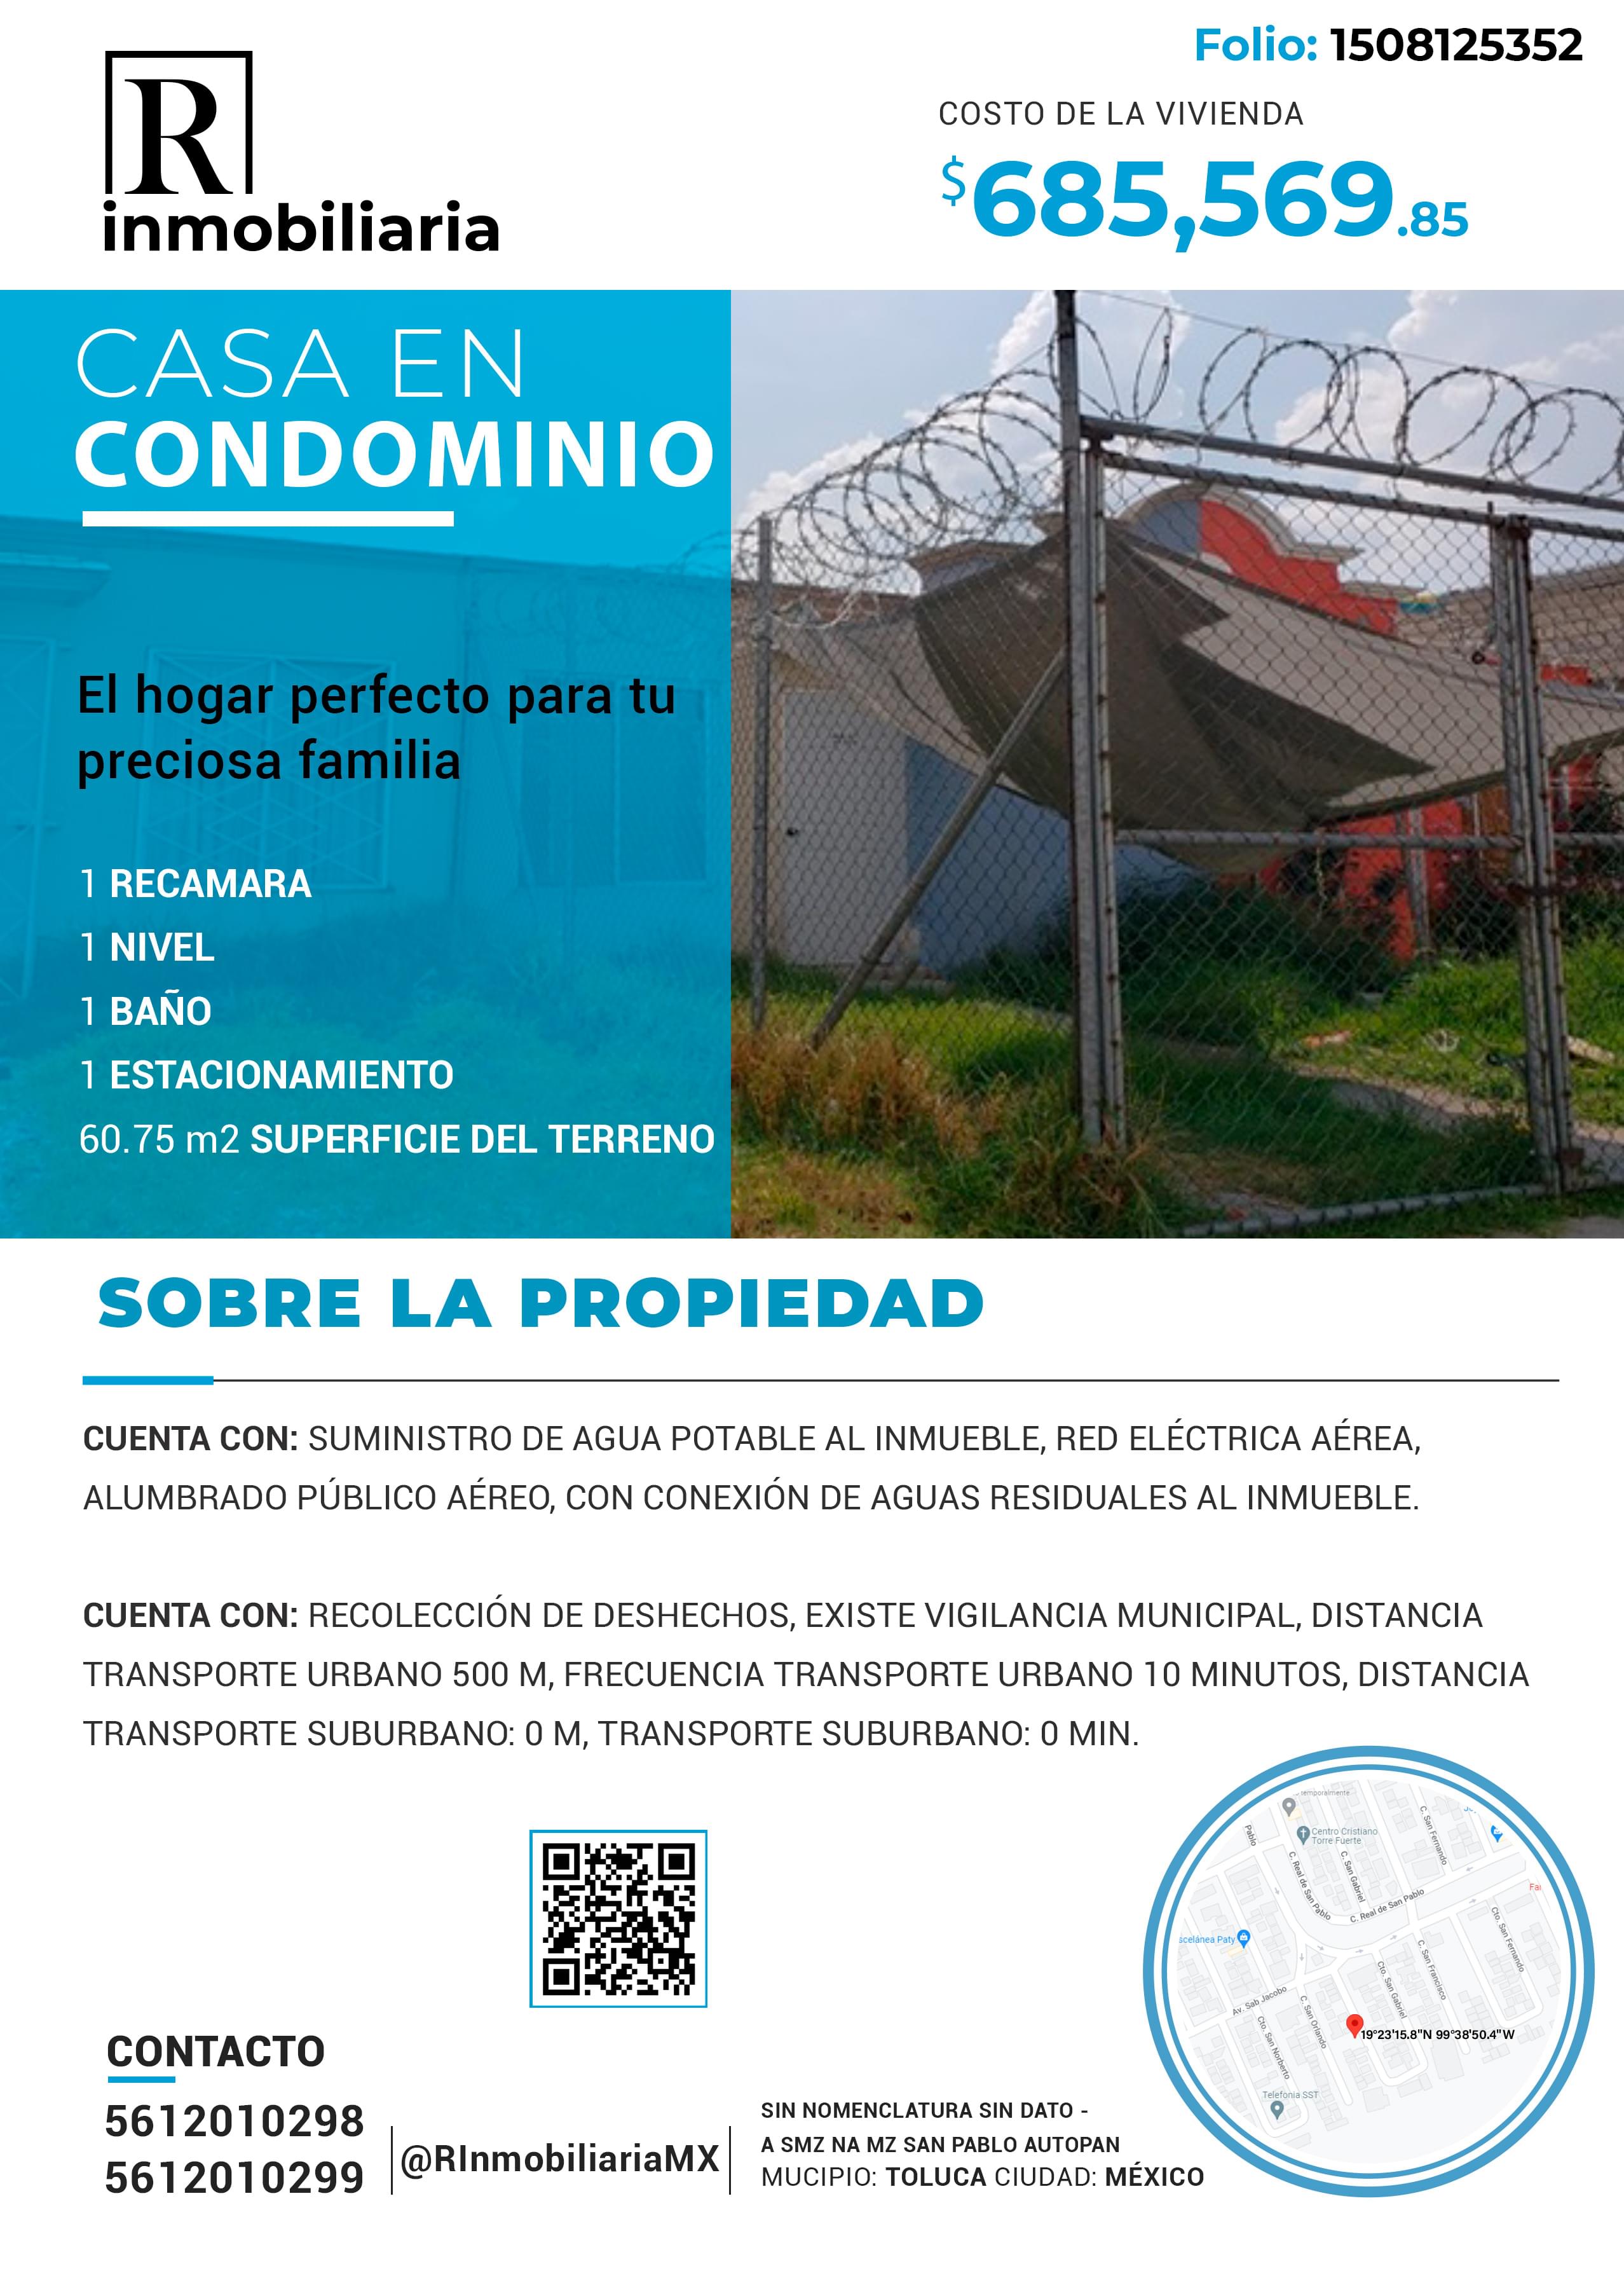 Folio: 1508125352
R
inmobiliaria
COSTO DE LA VIVIENDA
$685,569.85
CASA EN
CONDOMINIO
El hogar perfecto para tu
preciosa familia
1 RECAMARA
1 NIVEL
1 BAÑO
1 ESTACIONAMIENTO
60.75 m2 SUPERFICIE DEL TERRENO
SOBRE LA PROPIEDAD
CUENTA CON: SUMINISTRO DE AGUA POTABLE AL INMUEBLE, RED ELÉCTRICA AÉREA,
ALUMBRADO PÚBLICO AÉREO, CON CONEXIÓN DE AGUAS RESIDUALES AL INMUEBLE.
CUENTA CON: RECOLECCIÓN DE DESHECHOS, EXISTE VIGILANCIA MUNICIPAL, DISTANCIA
TRANSPORTE URBANO 500 M, FRECUENCIA TRANSPORTE URBANO 10 MINUTOS, DISTANCIA
TRANSPORTE SUBURBANO: 0 M, TRANSPORTE SUBURBANO: 0 MIN.
temporalmente
Centro Cristiano
Torre Fuerte
Pablo
C. Real de San Pablo
C. San Gabriel
C. San Fernando
C. Real de San Pablo
Fai
scelánea Paty
Cto. San Fernando
C. San Francisco
Cto. San Gabriel
Av. Sab Jacobo
C. San Orlando
Cto. San Norberto
19°23'15.8"N 99°38'50.4"W
Telefonia SST
CONTACTO
5612010298
5612010299
@RInmobiliariaMX
SIN NOMENCLATURA SIN DATO -
A SMZ NA MZ SAN PABLO AUTOPAN
MUCIPIO: TOLUCA CIUDAD: MÉXICO